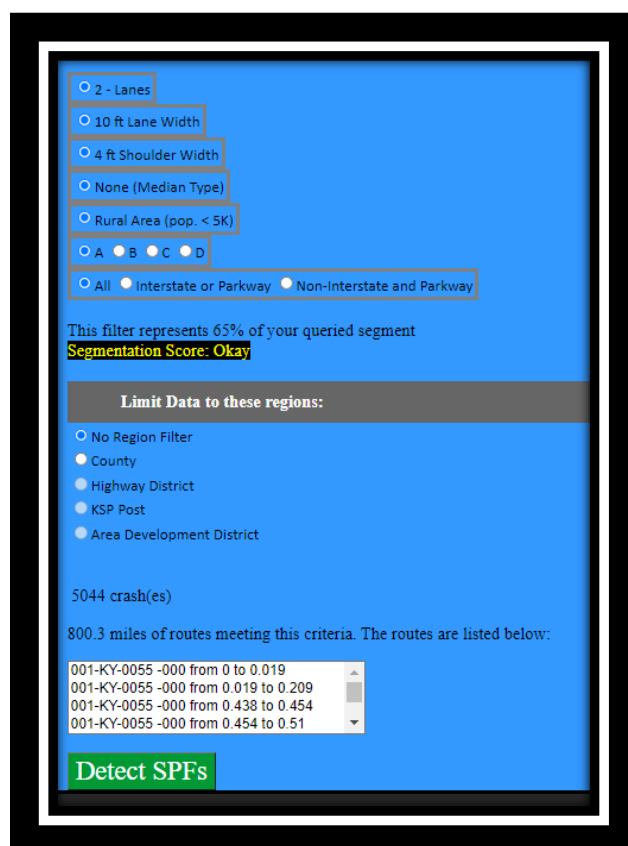 2 - Lanes
10 ft Lane Width
4 ft Shoulder Width
None (Median Type)
Rural Area (pop. < 5K)
A B C D
All Interstate or Parkway Non-Interstate and Parkway
This filter represents 65% of your queried segment
Segmentation Score: Okay
Limit Data to these regions:
No Region Filter
County
Highway District
KSP Post
Area Development District
5044 crash(es)
800.3 miles of routes meeting this criteria. The routes are listed below:
001-KY-0055 -000 from 0 to 0.019
001-KY-0055 -000 from 0.019 to 0.209
001-KY-0055 -000 from 0.438 to 0.454
001-KY-0055 -000 from 0.454 to 0.51
Detect SPFs